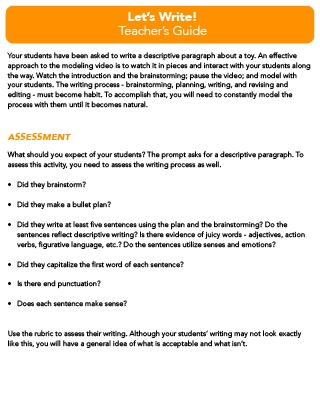 Let's Write!
Teacher's Guide
Your students have been asked to write a descriptive paragraph about a toy. An effective
approach to the modeling video is to watch it in pieces and interact with your students along
the way. Watch the introduction and the brainstorming; pause the video; and model with
your students. The writing process - brainstorming, planning, writing, and revising and
editing - must become habit. To accomplish that, you will need to constantly model the
process with them until it becomes natural.
ASSESSMENT
What should you expect of your students? The prompt asks for a descriptive paragraph. To
assess this activity, you need to assess the writing process as well.
• Did they brainstorm?
• Did they make a bullet plan?
• Did they write at least five sentences using the plan and the brainstorming? Do the
sentences reflect descriptive writing? Is there evidence of juicy words - adjectives, action
verbs, figurative language, etc.? Do the sentences utilize senses and emotions?
• Did they capitalize the first word of each sentence?
• Is there end punctuation?
• Does each sentence make sense?
Use the rubric to assess their writing. Although your students' writing may not look exactly
like this, you will have a general idea of what is acceptable and what isn't.